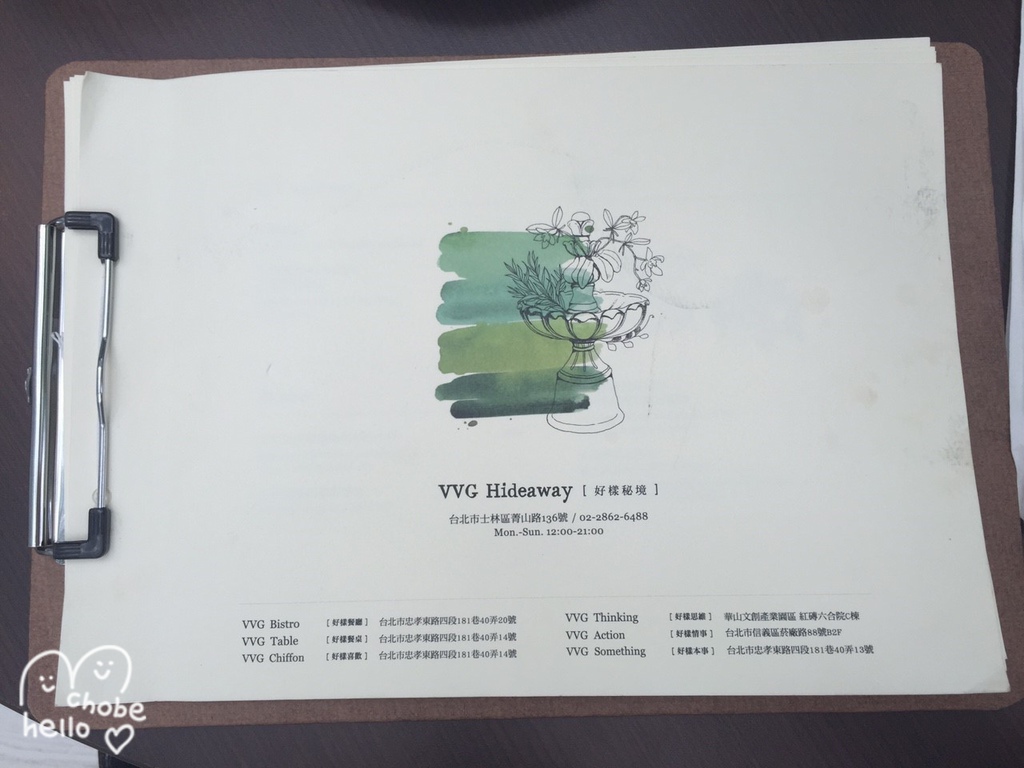 VVG Hideaway [ 好樣秘境 ]
台北市士林區菁山路136號 / 02-2862-6488
Mon.-Sun. 12:00-21:00
VVG Bistro [ 好樣餐廳 ] 台北市忠孝東路四段181巷40弄20號
VVG Table [ 好樣餐桌 ] 台北市忠孝東路四段181巷40弄14號
VVG Chiffon [ 好樣喜歡 ] 台北市忠孝東路四段181巷40弄14號
VVG Thinking [ 好樣思維 ] 華山文創產業園區 紅磚六合院C棟
VVG Action [ 好樣情事 ] 台北市信義區菸廠路88號B2F
VVG Something [ 好樣本事 ] 台北市忠孝東路四段181巷40弄13號
chobe
hello